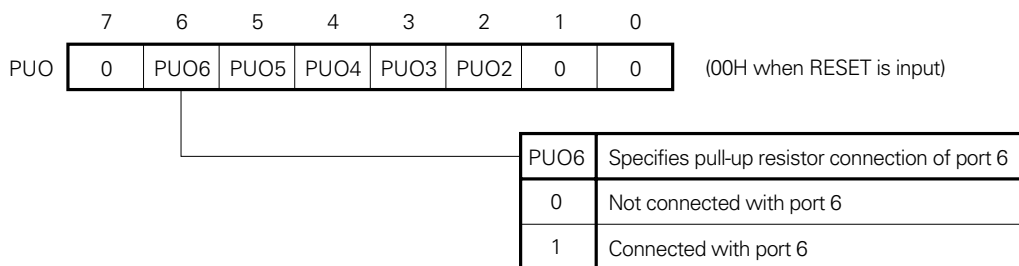 7 6 5 4 3 2 1 0
PUO 0 PUO6 PUO5 PUO4 PUO3 PUO2 0 0 (00H when RESET is input)
PUO6 Specifies pull-up resistor connection of port 6
0 Not connected with port 6
1 Connected with port 6